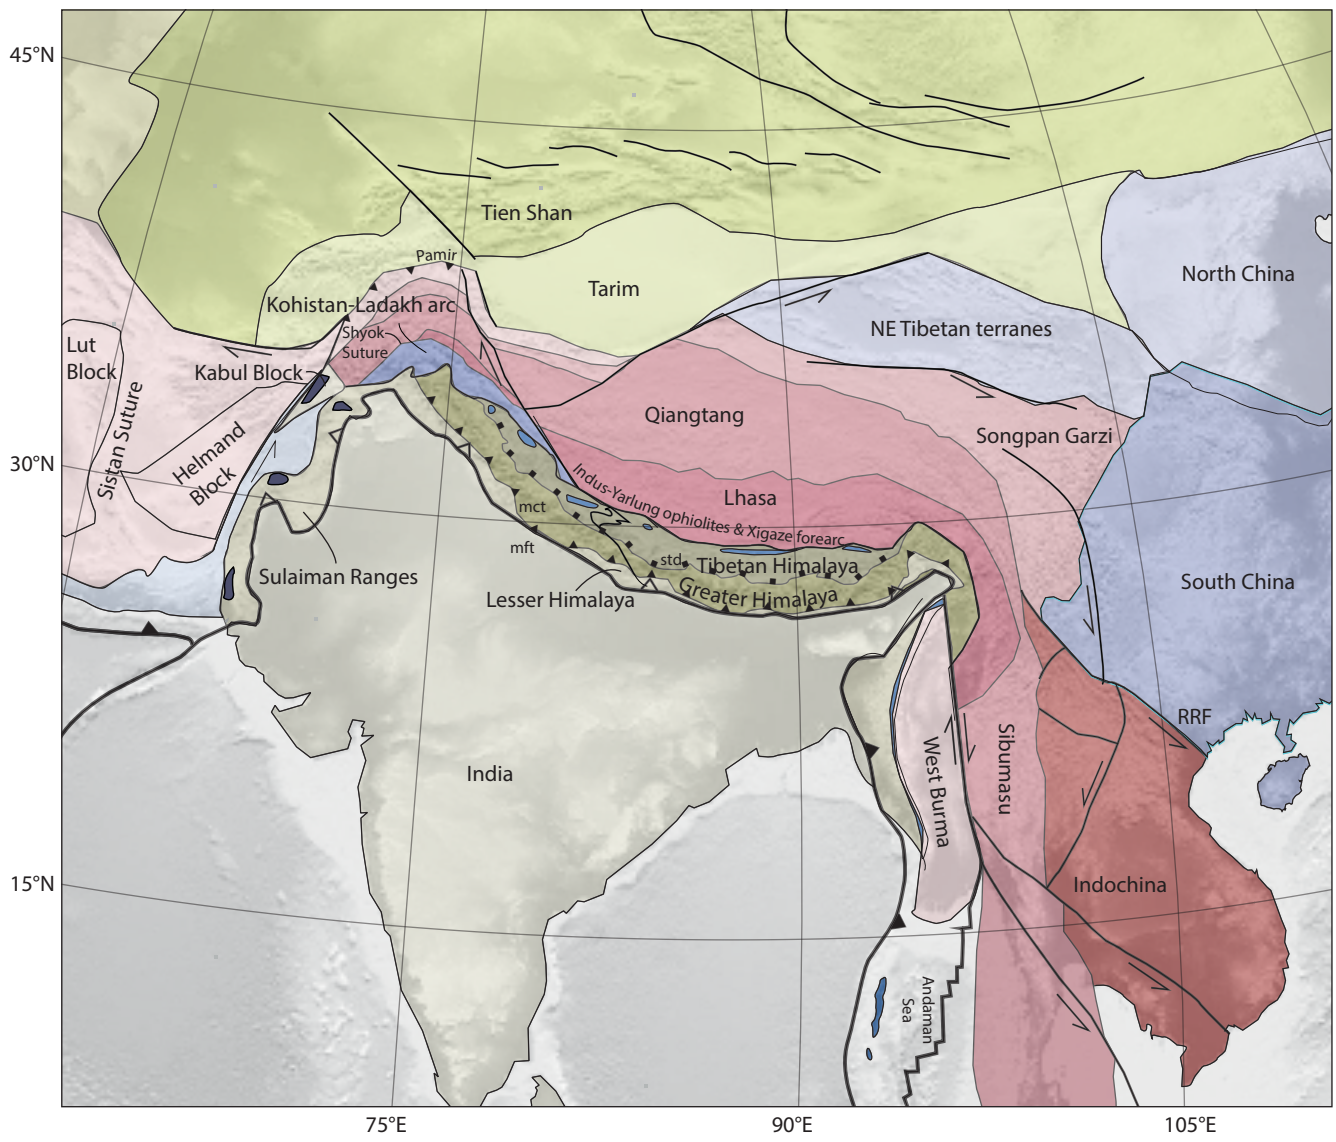 45°N
Tien Shan
Pamir
North China
Tarim
Kohistan-Ladakh arc
NE Tibetan terranes
Shyok
Suture
Lut
Block
Kabul Block
Qiangtang
Songpan Garzi
Sistan Suture
Helmand
Block
30°N
Indus-Yarlung ophiolites & Xigaze forearc
Lhasa
mct
mft
std
Tibetan Himalaya
Sulaiman Ranges
Lesser Himalaya
Greater Himalaya
South China
RRF
India
West Burma
Sibumasu
15°N
Indochina
Andaman
Sea
75°E
90°E
105°E